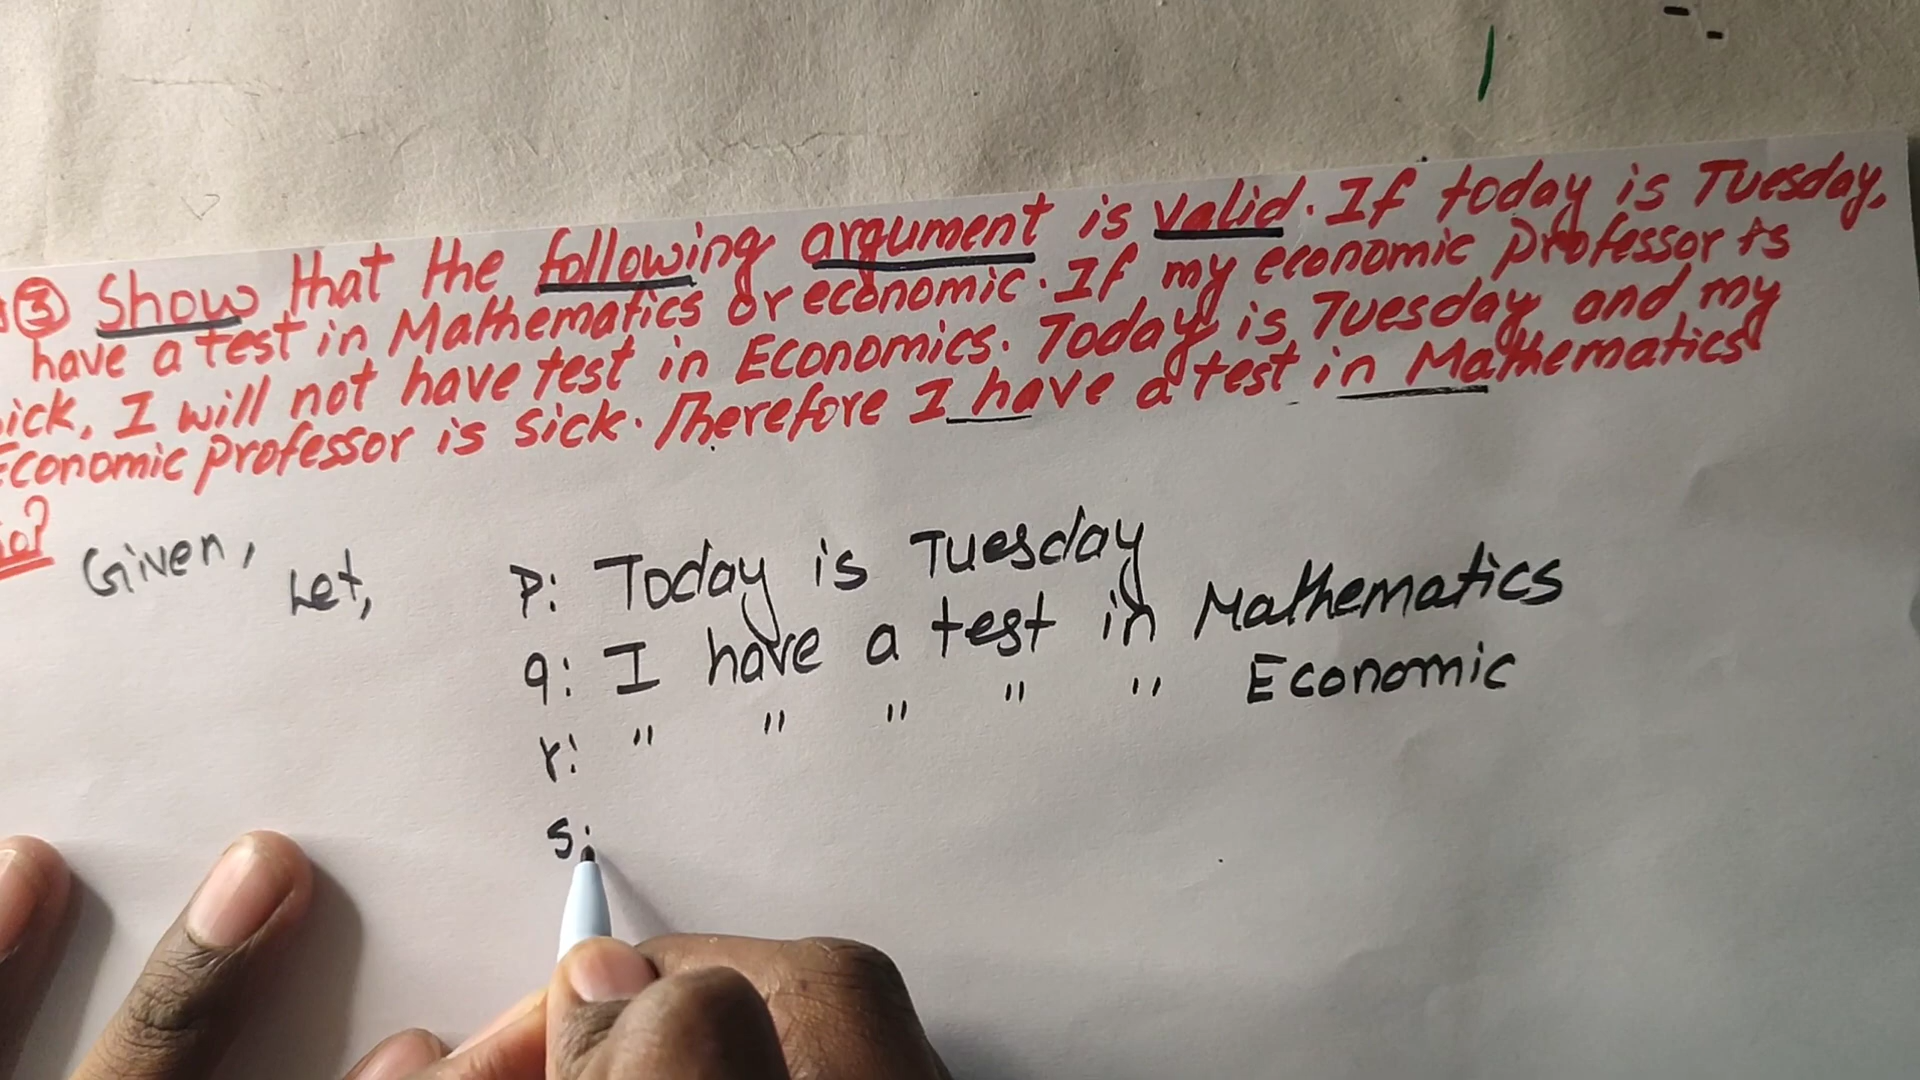 ③ Show that the following argument is valid. If today is Tuesday,
have a test in Mathematics or economic. If my economic Professor is
ick, I will not have test in Economics. Today is Tuesday and my
Economic Professor is sick. Therefore I have a test in Mathematics
Given, Let, P: Today is Tuesday
q: I have a test in Mathematics
r: " " " " " Economic
s: